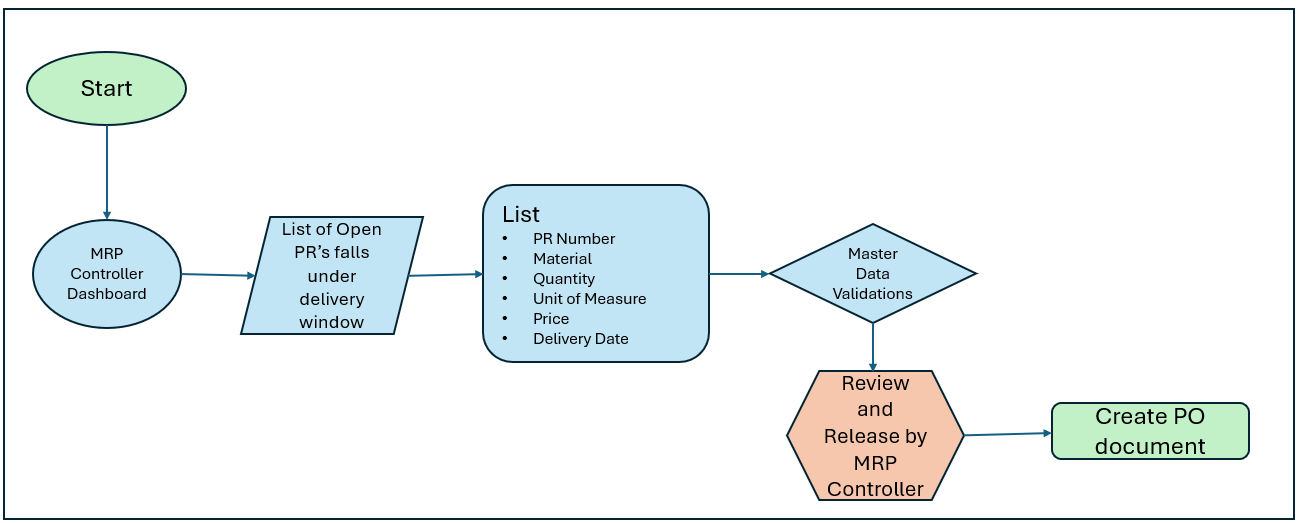 Start
MRP
Controller
Dashboard
List of Open
PR’s falls
under
delivery
window
List
• PR Number
• Material
• Quantity
• Unit of Measure
• Price
• Delivery Date
Master
Data
Validations
Review
and
Release by
MRP
Controller
Create PO
document